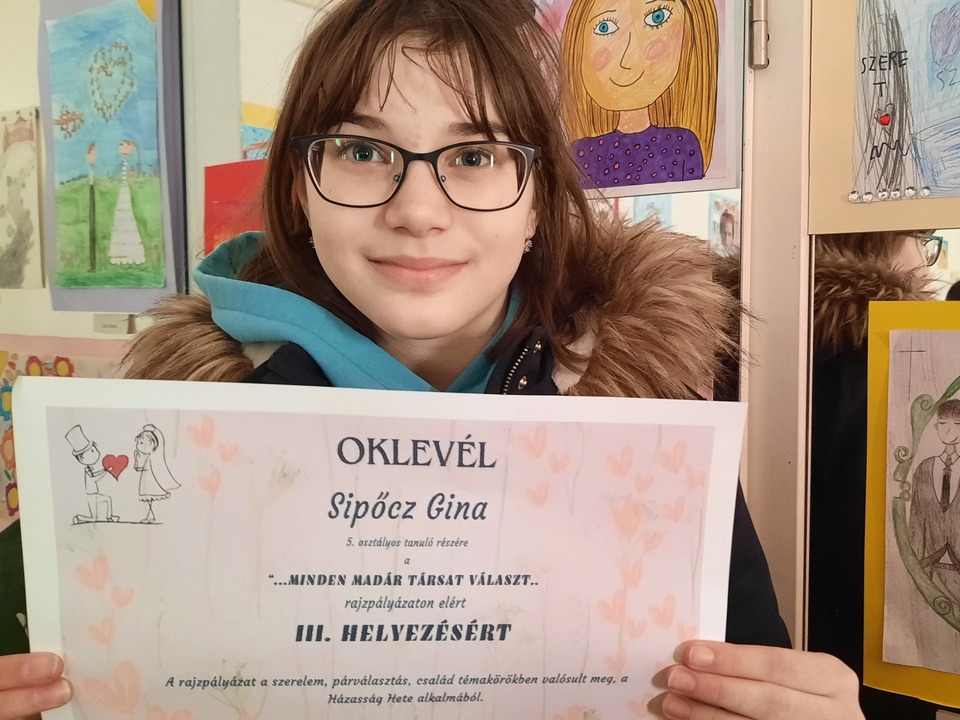 OKLEVÉL
Sipőcz Gina
5. osztályos tanuló részére
a
“...MINDEN MADÁR TÁRSAT VÁLASZT..
rajzpályázaton elért
III. HELYEZÉSÉRT
A rajzpályázat a szerelem, párválasztás, család témakörökben valósult meg, a
Házasság Hete alkalmából.
SZERE
T